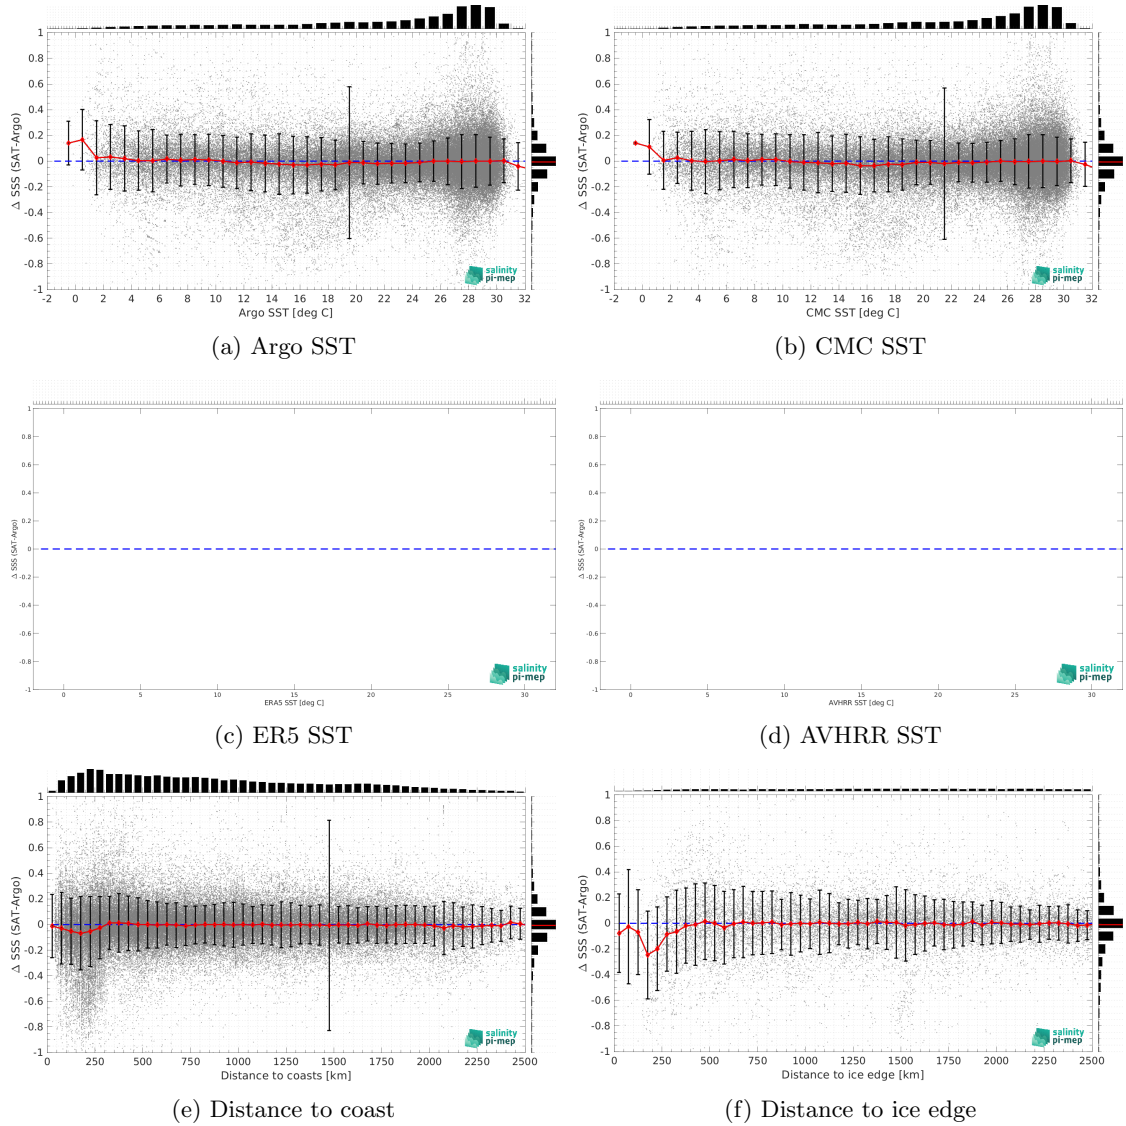 1
0.8
0.6
0.4
0.2
0
-0.2
-0.4
-0.6
-0.8
-1
Δ SSS (SAT-Argo)
salinity
pi-mep
-2 0 2 4 6 8 10 12 14 16 18 20 22 24 26 28 30 32
Argo SST [deg C]
(a) Argo SST
1
0.8
0.6
0.4
0.2
0
-0.2
-0.4
-0.6
-0.8
-1
Δ SSS (SAT-Argo)
salinity
pi-mep
-2 0 2 4 6 8 10 12 14 16 18 20 22 24 26 28 30 32
CMC SST [deg C]
(b) CMC SST
1
0.8
0.6
0.4
0.2
0
-0.2
-0.4
-0.6
-0.8
-1
Δ SSS (SAT-Argo)
salinity
pi-mep
0 5 10 15 20 25 30
ERA5 SST [deg C]
(c) ER5 SST
1
0.8
0.6
0.4
0.2
0
-0.2
-0.4
-0.6
-0.8
-1
Δ SSS (SAT-Argo)
salinity
pi-mep
0 5 10 15 20 25 30
AVHRR SST [deg C]
(d) AVHRR SST
1
0.8
0.6
0.4
0.2
0
-0.2
-0.4
-0.6
-0.8
-1
Δ SSS (SAT-Argo)
salinity
pi-mep
0 250 500 750 1000 1250 1500 1750 2000 2250 2500
Distance to coasts [km]
(e) Distance to coast
1
0.8
0.6
0.4
0.2
0
-0.2
-0.4
-0.6
-0.8
-1
Δ SSS (SAT-Argo)
salinity
pi-mep
0 250 500 750 1000 1250 1500 1750 2000 2250 2500
Distance to ice edge [km]
(f) Distance to ice edge